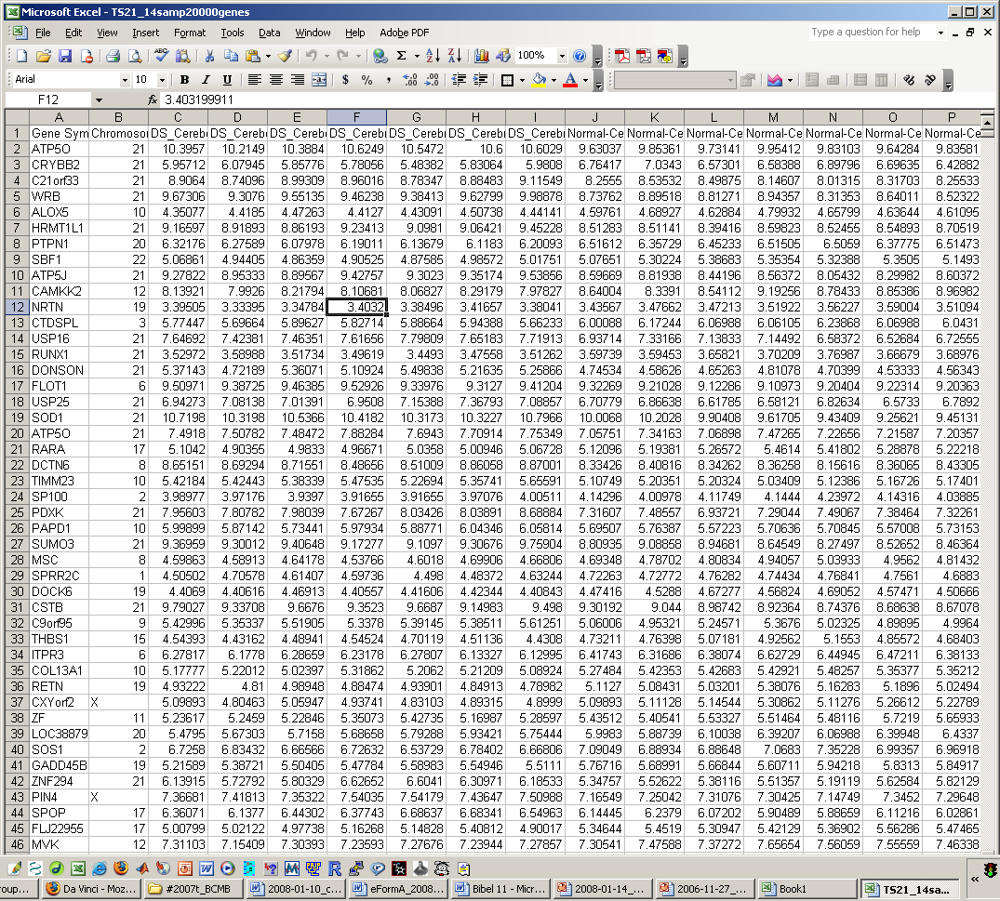 Microsoft Excel - TS21_14samp20000genes
File Edit View Insert Format Tools Data Window Help Adobe PDF Type a question for help
100%
Arial 10 B I U $ % ,
F12 fx 3.403199911
A B C D E F G H I J K L M N O P
1 Gene Sym Chromosor DS_Cerebi DS_Cerebi DS_Cerebi DS_Cerebi DS_Cerebi DS_Cerebi DS_Cerebi Normal-Ce Normal-Ce Normal-Ce Normal-Ce Normal-Ce Normal-Ce Normal-Ce
2 ATP5O 21 10.3957 10.2149 10.3884 10.6249 10.5472 10.6 10.6029 9.63037 9.85361 9.73141 9.95412 9.83103 9.64284 9.83581
3 CRYBB2 21 5.95712 6.07945 5.85776 5.78056 5.48382 5.83064 5.9808 6.76417 7.0343 6.57301 6.58388 6.89796 6.69635 6.42882
4 C21orf33 21 8.9064 8.74096 8.99309 8.96016 8.78347 8.88483 9.11549 8.2555 8.53532 8.49875 8.14607 8.01315 8.31703 8.25533
5 WRB 21 9.67306 9.3076 9.55135 9.46238 9.38413 9.62799 9.98878 8.73762 8.89518 8.81271 8.94357 8.31353 8.64011 8.52322
6 ALOX5 10 4.35077 4.4185 4.47263 4.4127 4.43091 4.50738 4.44141 4.59761 4.68927 4.62884 4.79932 4.65799 4.63644 4.61095
7 HRMT1L1 21 9.16597 8.91893 8.86193 9.23413 9.0981 9.06421 9.45228 8.51283 8.51141 8.39416 8.59823 8.52455 8.54893 8.70519
8 PTPN1 20 6.32176 6.27589 6.07978 6.19011 6.13679 6.1183 6.20093 6.51612 6.35729 6.45233 6.51505 6.5059 6.37775 6.51473
9 SBF1 22 5.06861 4.94405 4.86359 4.90525 4.87585 4.98572 5.01751 5.07651 5.30224 5.38683 5.35354 5.32388 5.3505 5.1493
10 ATP5J 21 9.27822 8.95333 8.89567 9.42757 9.3023 9.35174 9.53856 8.59669 8.81938 8.44196 8.56372 8.05432 8.29982 8.60372
11 CAMKK2 12 8.13921 7.9926 8.21794 8.10681 8.06827 8.29179 7.97827 8.64004 8.3391 8.54112 9.19256 8.78433 8.85386 8.96982
12 NRTN 19 3.39505 3.33395 3.34784 3.4032 3.38496 3.41657 3.38041 3.43567 3.47662 3.47213 3.51922 3.56227 3.59004 3.51094
13 CTDSPL 3 5.77447 5.69664 5.89627 5.82714 5.88664 5.94388 5.66233 6.00088 6.17244 6.06988 6.06105 6.23868 6.06988 6.0431
14 USP16 21 7.64692 7.42381 7.46351 7.61656 7.79809 7.65183 7.71913 6.93714 7.33166 7.13833 7.14492 6.58372 6.52684 6.72555
15 RUNX1 21 3.52972 3.58988 3.51734 3.49619 3.4493 3.47558 3.51262 3.59739 3.59453 3.65821 3.70209 3.76987 3.66679 3.68976
16 DONSON 21 5.37143 4.72189 5.36071 5.10924 5.49838 5.21635 5.25866 4.74534 4.58626 4.65263 4.81078 4.70399 4.53333 4.56343
17 FLOT1 6 9.50971 9.38725 9.46385 9.52926 9.33976 9.3127 9.41204 9.32269 9.21028 9.12286 9.10973 9.20404 9.22314 9.20363
18 USP25 21 6.94273 7.08138 7.01391 6.9508 7.15388 7.36793 7.08857 6.70779 6.86638 6.61785 6.58121 6.82634 6.5733 6.7892
19 SOD1 21 10.7198 10.3198 10.5366 10.4182 10.3173 10.3227 10.7966 10.0068 10.2028 9.90408 9.61705 9.43409 9.25621 9.45131
20 ATP5O 21 7.4918 7.50782 7.48472 7.88284 7.6943 7.70914 7.75349 7.05751 7.34163 7.06898 7.47265 7.22656 7.21587 7.20357
21 RARA 17 5.1042 4.90355 4.9833 4.96671 5.0358 5.00946 5.06728 5.12096 5.19381 5.26572 5.4614 5.41802 5.28878 5.22218
22 DCTN6 8 8.65151 8.69294 8.71551 8.48656 8.51009 8.86058 8.87001 8.33426 8.40816 8.34262 8.36258 8.15616 8.36065 8.43305
23 TIMM23 10 5.42184 5.42443 5.38339 5.47535 5.22694 5.35741 5.65591 5.10749 5.20351 5.20324 5.03409 5.12386 5.16726 5.17401
24 SP100 2 3.98977 3.97176 3.9397 3.91655 3.91655 3.97076 4.00511 4.14296 4.00978 4.11749 4.1444 4.23972 4.14316 4.03885
25 PDXK 21 7.95603 7.80782 7.98039 7.67267 8.03426 8.03891 8.68884 7.31607 7.48557 6.93721 7.29044 7.49067 7.38464 7.32261
26 PAPD1 10 5.99899 5.87142 5.73441 5.97934 5.88771 6.04346 6.05814 5.69507 5.76387 5.57223 5.70636 5.70845 5.57008 5.73153
27 SUMO3 21 9.36959 9.30012 9.40648 9.17277 9.1097 9.30676 9.75904 8.80935 9.08858 8.94681 8.64549 8.27497 8.52652 8.46364
28 MSC 8 4.59863 4.58913 4.64178 4.53766 4.6018 4.69906 4.66806 4.69348 4.78702 4.80834 4.94057 5.03933 4.9562 4.81432
29 SPRR2C 1 4.50502 4.70578 4.61407 4.59736 4.498 4.48372 4.63244 4.72263 4.72772 4.76282 4.74434 4.76841 4.7561 4.6883
30 DOCK6 19 4.4069 4.40616 4.46913 4.40557 4.41606 4.42344 4.40843 4.47416 4.5288 4.67277 4.56824 4.69052 4.57471 4.50666
31 CSTB 21 9.79027 9.33708 9.6676 9.3523 9.6687 9.14983 9.498 9.30192 9.044 8.98742 8.92364 8.74376 8.68638 8.67078
32 C9orf95 9 5.42996 5.35337 5.51905 5.3378 5.39145 5.38511 5.61251 5.06006 4.95321 5.24571 5.3676 5.02325 4.89895 4.9964
33 THBS1 15 4.54393 4.43162 4.48941 4.54524 4.70119 4.51136 4.4308 4.73211 4.76398 5.07181 4.92562 5.1553 4.85572 4.68403
34 ITPR3 6 6.27817 6.1778 6.28659 6.23178 6.27807 6.13327 6.12995 6.41743 6.31686 6.38074 6.62729 6.44945 6.47211 6.38133
35 COL13A1 10 5.17777 5.22012 5.02397 5.31862 5.2062 5.21209 5.08924 5.27484 5.42353 5.42683 5.42921 5.48257 5.35377 5.35212
36 RETN 19 4.93222 4.81 4.98948 4.88474 4.93901 4.84913 4.78982 5.1127 5.08431 5.03201 5.38076 5.16283 5.1896 5.02494
37 CXYorf2 X 5.09893 4.80463 5.05947 4.93741 4.83103 4.89315 4.8999 5.09893 5.11128 5.14544 5.30862 5.11276 5.26612 5.22789
38 ZF 11 5.23617 5.2459 5.22846 5.35073 5.42735 5.16987 5.28597 5.43512 5.40541 5.53327 5.51464 5.48116 5.7219 5.65933
39 LOC38879 21 5.4795 5.67303 5.7158 5.68658 5.79288 5.93421 5.75444 5.9983 5.88739 6.10038 6.39207 6.06988 6.39948 6.4337
40 SOS1 2 6.7258 6.83432 6.66566 6.72632 6.53729 6.78402 6.66806 7.09049 6.88934 6.88648 7.0683 7.35228 6.99357 6.96918
41 GADD45B 19 5.21589 5.38721 5.50405 5.47784 5.58983 5.54946 5.5111 5.76716 5.68991 5.66844 5.60711 5.94218 5.8313 5.84917
42 ZNF294 21 6.13915 5.72792 5.80329 6.62652 6.6041 6.30971 6.18533 5.34757 5.52622 5.38116 5.51357 5.19119 5.62584 5.82129
43 PIN4 X 7.36681 7.41813 7.35322 7.54035 7.54179 7.43647 7.50988 7.16549 7.25042 7.31076 7.30425 7.14749 7.3452 7.29648
44 SPOP 17 6.36071 6.1377 6.44302 6.37743 6.68637 6.68341 6.54963 6.14445 6.2379 6.07202 5.90489 5.88659 6.11216 6.02861
45 FLJ22955 17 5.00799 5.02122 4.97738 5.16268 5.14828 5.40812 4.90017 5.34644 5.4519 5.30947 5.42129 5.36902 5.56286 5.47465
46 MVK 12 7.31103 7.15409 7.30393 7.23593 7.27676 7.23944 7.27857 7.30541 7.47588 7.37272 7.65654 7.56059 7.55559 7.46338
roup... Da Vinci - Moz... #2007t_BCMB 2008-01-10_c... eFormA_2008... Bibel 11 - Micr... 2008-01-14_... 2006-11-27_... Book1 TS21_14sa...